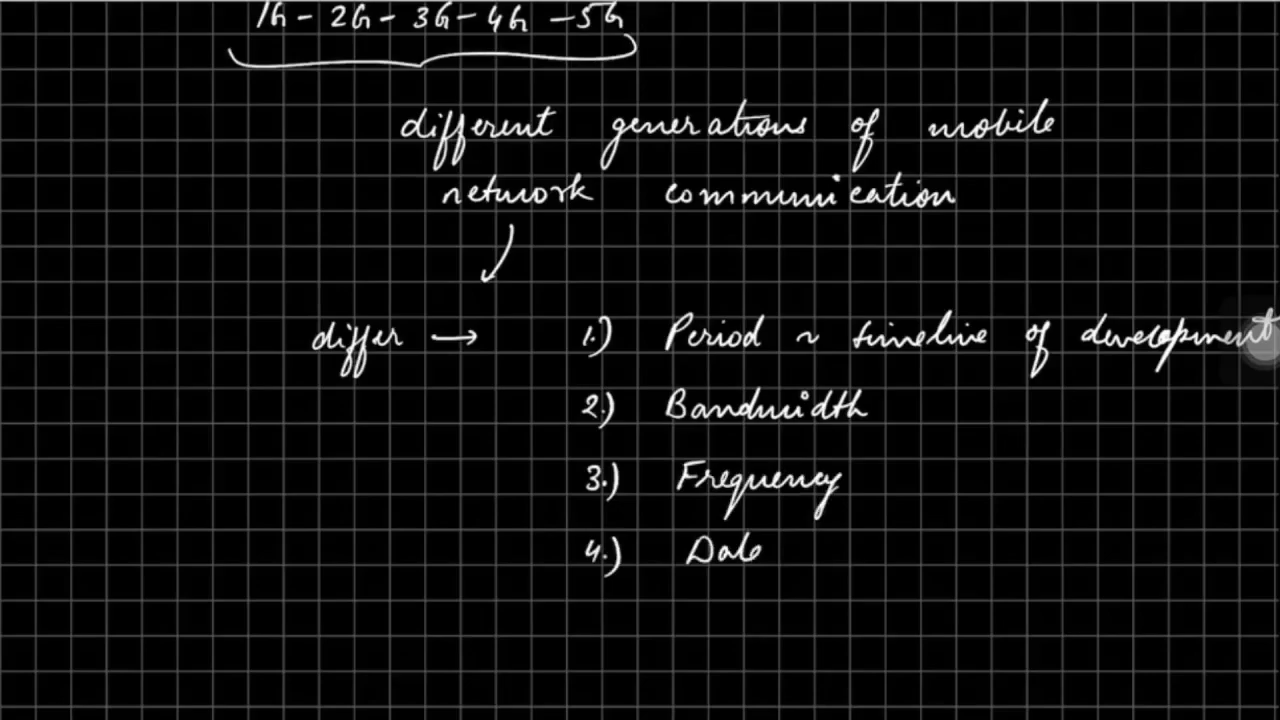 1G - 2G - 3G - 4G - 5G
different generations of mobile
network communication
differ → 1.) Period ~ timeline of development
2.) Bandwidth
3.) Frequency
4.)